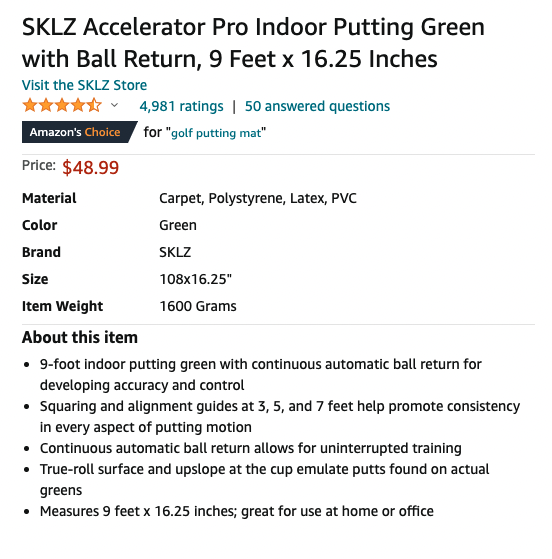 SKLZ Accelerator Pro Indoor Putting Green
with Ball Return, 9 Feet x 16.25 Inches
Visit the SKLZ Store
4,981 ratings | 50 answered questions
Amazon's Choice for "golf putting mat"
Price: $48.99
Material Carpet, Polystyrene, Latex, PVC
Color Green
Brand SKLZ
Size 108x16.25"
Item Weight 1600 Grams
About this item
• 9-foot indoor putting green with continuous automatic ball return for
developing accuracy and control
• Squaring and alignment guides at 3, 5, and 7 feet help promote consistency
in every aspect of putting motion
• Continuous automatic ball return allows for uninterrupted training
• True-roll surface and upslope at the cup emulate putts found on actual
greens
• Measures 9 feet x 16.25 inches; great for use at home or office